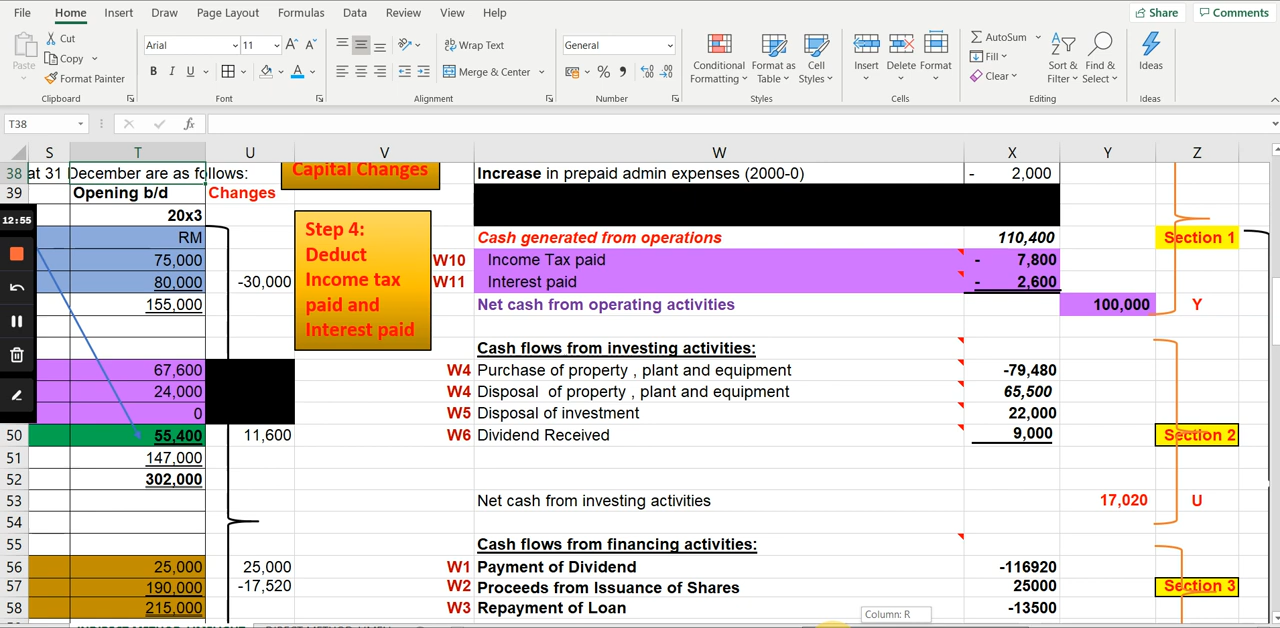 File Home Insert Draw Page Layout Formulas Data Review View Help Share Comments
Cut
Copy
Format Painter
Paste
Clipboard
Arial 11 A A
B I U A
Font
Wrap Text
Merge & Center
Alignment
General
% ,
Number
Conditional Formatting
Format as Table
Cell Styles
Styles
Insert Delete Format
Cells
AutoSum
Fill
Clear
Sort & Filter
Find & Select
Editing
Ideas
Ideas
T38 fx
S T U V W X Y Z
38 at 31 December are as follows: Capital Changes Increase in prepaid admin expenses (2000-0) - 2,000
39 Opening b/d Changes
12:55 20x3
RM Cash generated from operations 110,400 Section 1
75,000 W10 Income Tax paid - 7,800
80,000 -30,000 W11 Interest paid - 2,600
155,000 Net cash from operating activities 100,000 Y
Step 4:
Deduct
Income tax
paid and
Interest paid
Cash flows from investing activities:
67,600 W4 Purchase of property , plant and equipment -79,480
24,000 W4 Disposal of property , plant and equipment 65,500
0 W5 Disposal of investment 22,000
50 55,400 11,600 W6 Dividend Received 9,000 Section 2
51 147,000
52 302,000
53 Net cash from investing activities 17,020 U
54
55 Cash flows from financing activities:
56 25,000 25,000 W1 Payment of Dividend -116920
57 190,000 -17,520 W2 Proceeds from Issuance of Shares 25000 Section 3
58 215,000 W3 Repayment of Loan -13500
Column: R